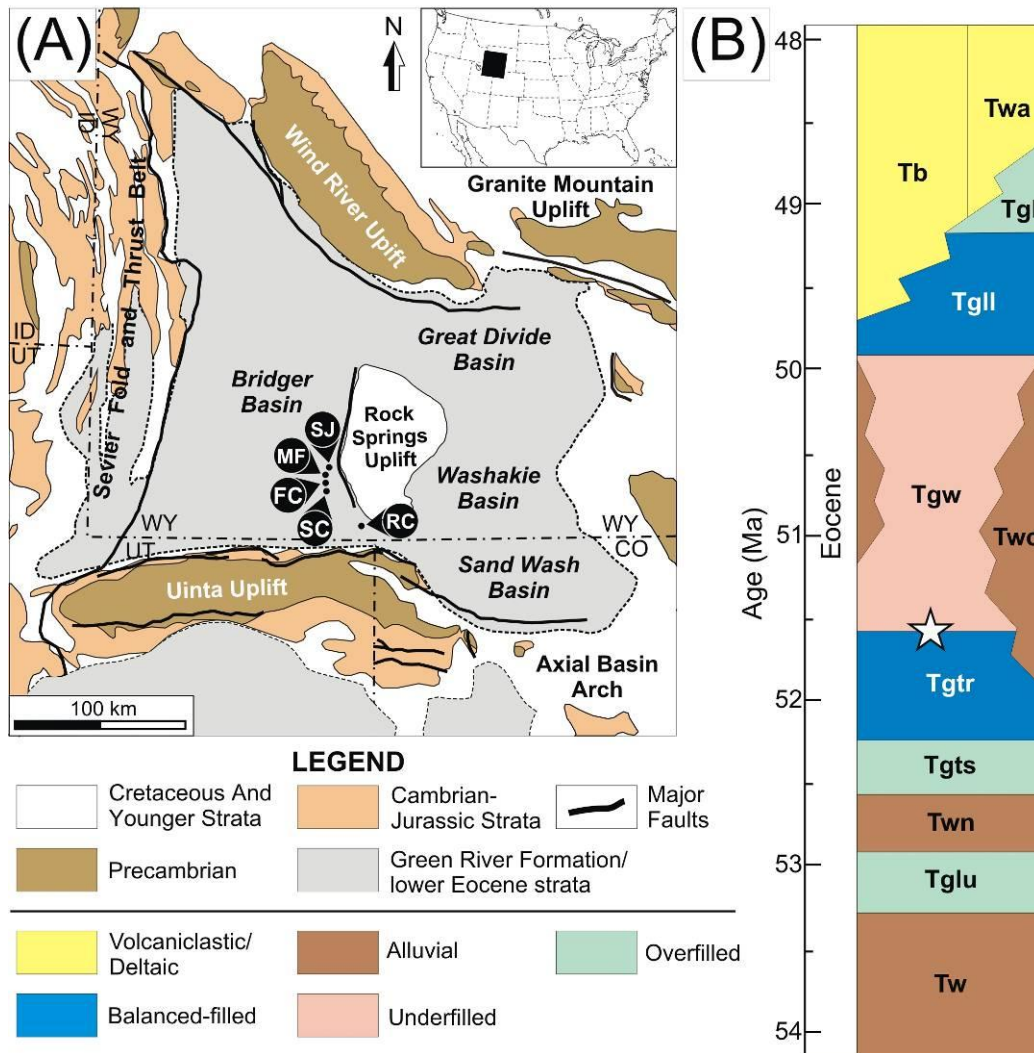 (A)
N
WY
ID
Sevier Fold and Thrust Belt
Wind River Upift
Granite Mountain
Uplift
Great Divide
Basin
Bridger
Basin
ID
UT
Rock
Springs
Uplift
SJ
MF
FC
SC
RC
Washakie
Basin
WY
UT
WY
CO
Sand Wash
Basin
Uinta Uplift
Axial Basin
Arch
100 km
LEGEND
Cretaceous And
Younger Strata
Cambrian-
Jurassic Strata
Major
Faults
Precambrian
Green River Formation/
lower Eocene strata
Volcaniclastic/
Deltaic
Alluvial
Overfilled
Balanced-filled
Underfilled
(B)
Age (Ma)
Eocene
48
49
50
51
52
53
54
Twa
Tb
Tgl
Tgll
Tgw
Twc
Tgtr
Tgts
Twn
Tglu
Tw